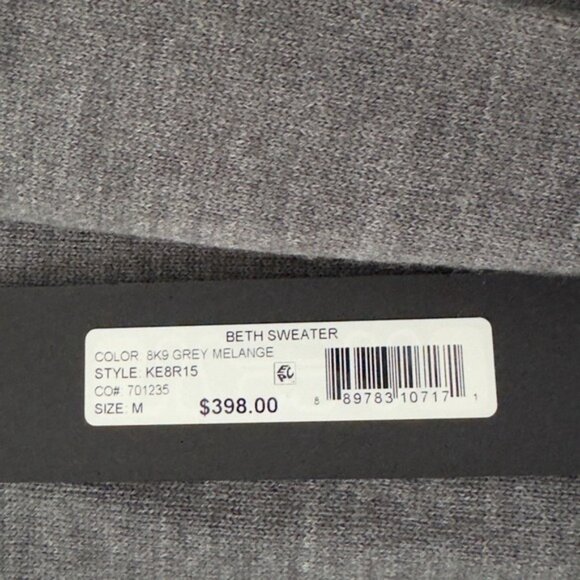 BETH SWEATER
COLOR: 8K9 GREY MELANGE
STYLE: KE8R15
CO#: 701235
SIZE: M
$398.00
8 89783 10717 1